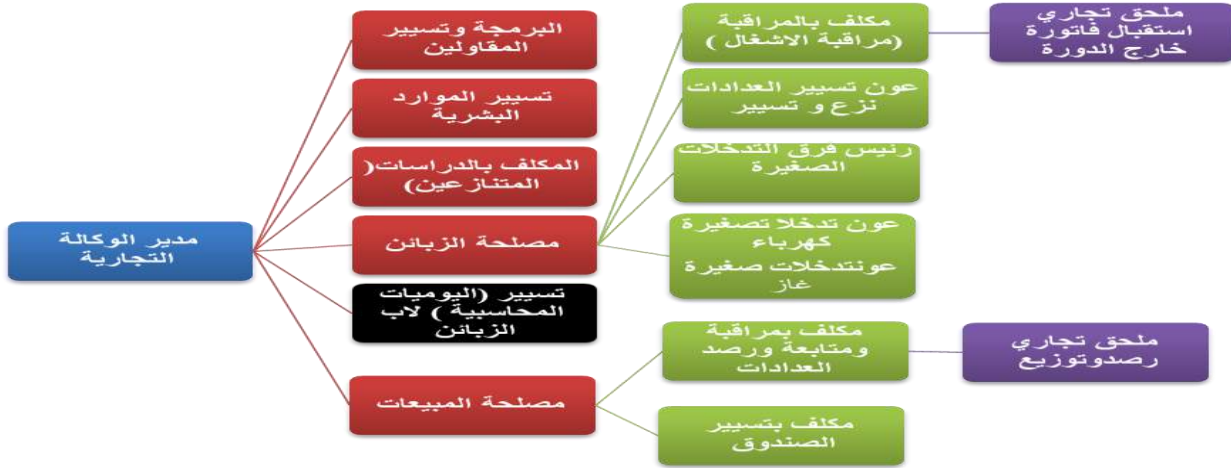 مدير الوكالة
التجارية
البرمجة وتسيير
المقاولين
تسيير الموارد
البشرية
المكلف بالدراسات(
المتنازعين)
مصلحة الزبائن
تسيير (اليوميات
المحاسبية ) لاب
الزبائن
مصلحة المبيعات
مكلف بالمراقبة
(مراقبة الاشغال )
عون تسيير العدادات
نزع و تسيير
رئيس فرق التدخلات
الصغيرة
عون تدخلا تصغيرة
كهرباء
عونتدخلات صغيرة
غاز
مكلف بمراقبة
ومتابعة ورصد
العدادات
مكلف بتسيير
الصندوق
ملحق تجاري
استقبال فاتورة
خارج الدورة
ملحق تجاري
رصدوتوزيع